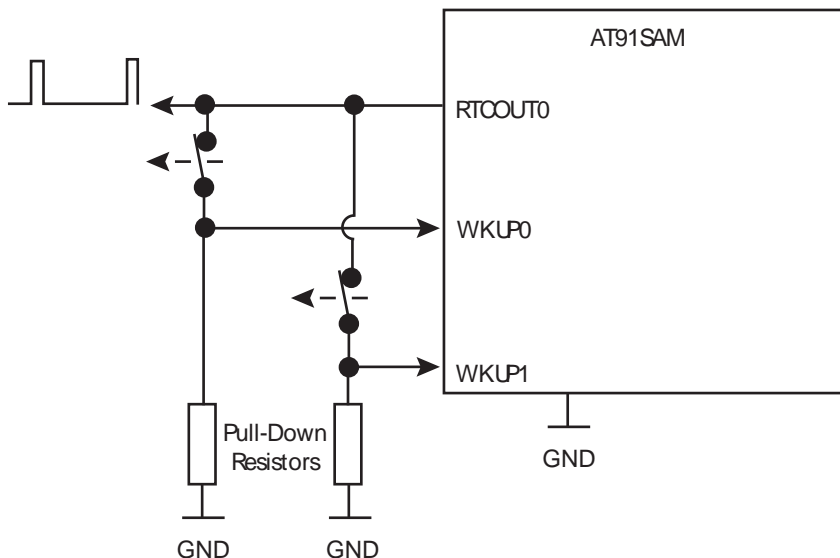 AT91SAM
RTCOUT0
WKUP0
WKUP1
Pull-Down
Resistors
GND
GND
GND